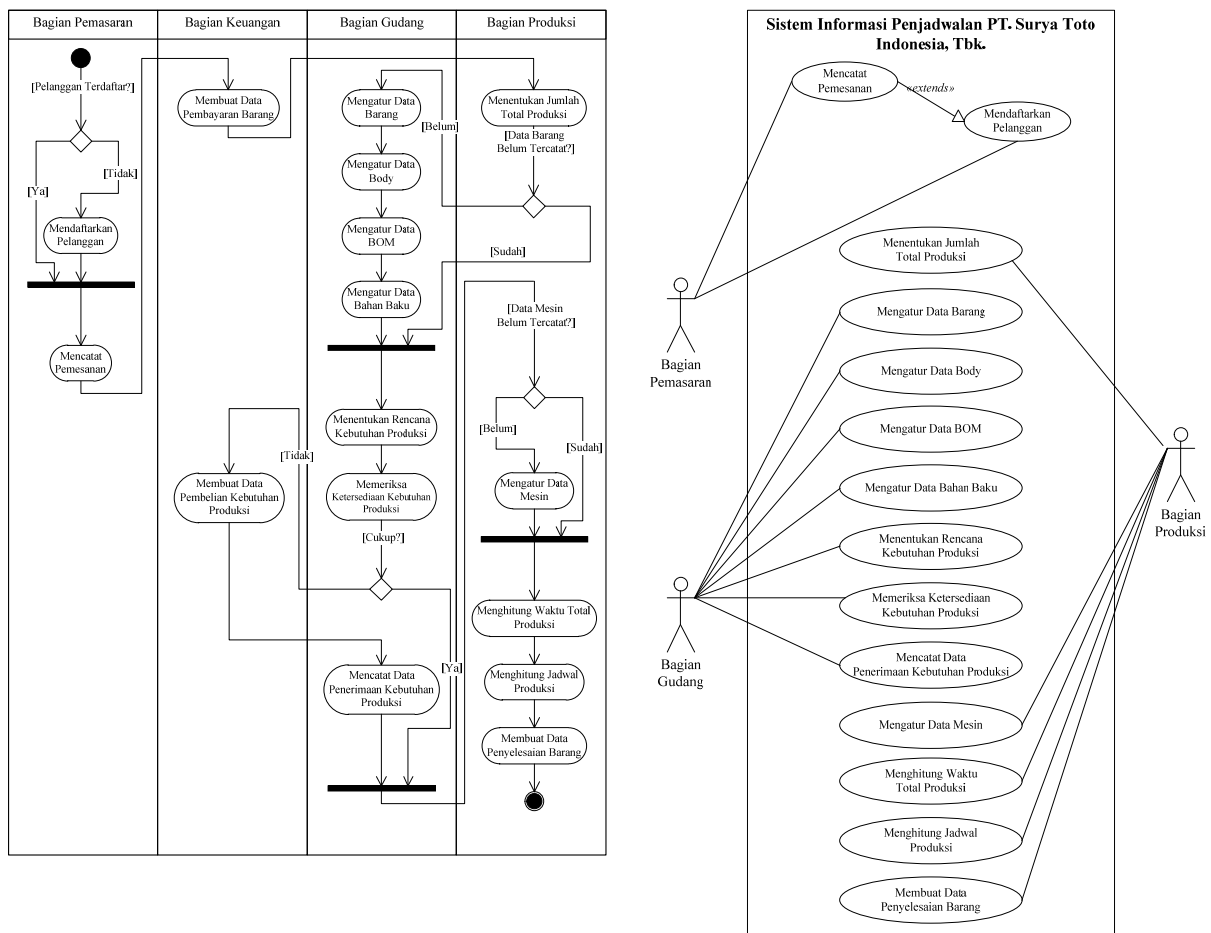 Bagian Pemasaran
Bagian Keuangan
Bagian Gudang
Bagian Produksi
[Pelanggan Terdaftar?]
[Ya]
[Tidak]
Mendaftarkan
Pelanggan
Mencatat
Pemesanan
Membuat Data
Pembayaran Barang
[Tidak]
Membuat Data
Pembelian Kebutuhan
Produksi
Mengatur Data
Barang
[Belum]
Mengatur Data
Body
Mengatur Data
BOM
[Sudah]
Mengatur Data
Bahan Baku
Menentukan Rencana
Kebutuhan Produksi
Memeriksa
Ketersediaan Kebutuhan
Produksi
[Cukup?]
[Ya]
Mencatat Data
Penerimaan Kebutuhan
Produksi
Menentukan Jumlah
Total Produksi
[Data Barang
Belum Tercatat?]
[Data Mesin
Belum Tercatat?]
[Belum]
[Sudah]
Mengatur Data
Mesin
Menghitung Waktu Total
Produksi
Menghitung Jadwal
Produksi
Membuat Data
Penyelesaian Barang
Sistem Informasi Penjadwalan PT. Surya Toto
Indonesia, Tbk.
Mencatat
Pemesanan
«extends»
Mendaftarkan
Pelanggan
Menentukan Jumlah
Total Produksi
Mengatur Data Barang
Mengatur Data Body
Mengatur Data BOM
Mengatur Data Bahan Baku
Menentukan Rencana
Kebutuhan Produksi
Memeriksa Ketersediaan
Kebutuhan Produksi
Mencatat Data
Penerimaan Kebutuhan Produksi
Mengatur Data Mesin
Menghitung Waktu
Total Produksi
Menghitung Jadwal
Produksi
Membuat Data
Penyelesaian Barang
Bagian
Pemasaran
Bagian
Gudang
Bagian
Produksi